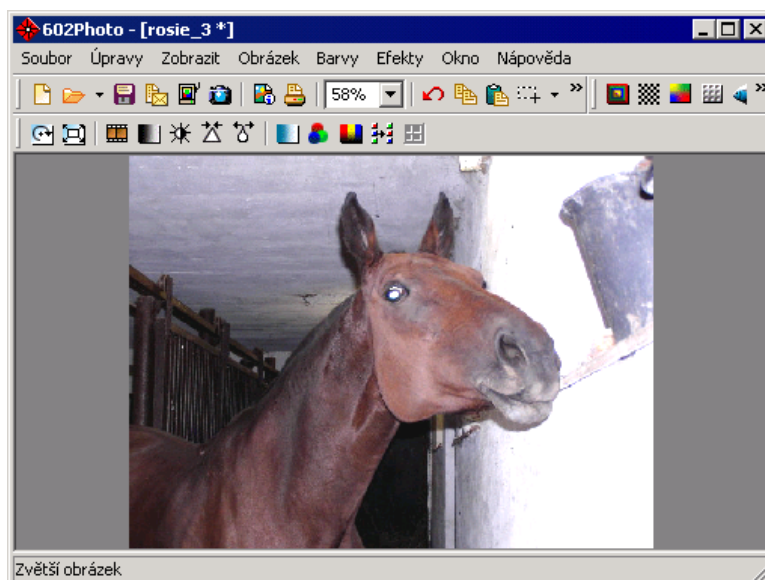 602Photo - [rosie_3 *]
Soubor Úpravy Zobrazit Obrázek Barvy Efekty Okno Nápověda
58%
Zvětší obrázek